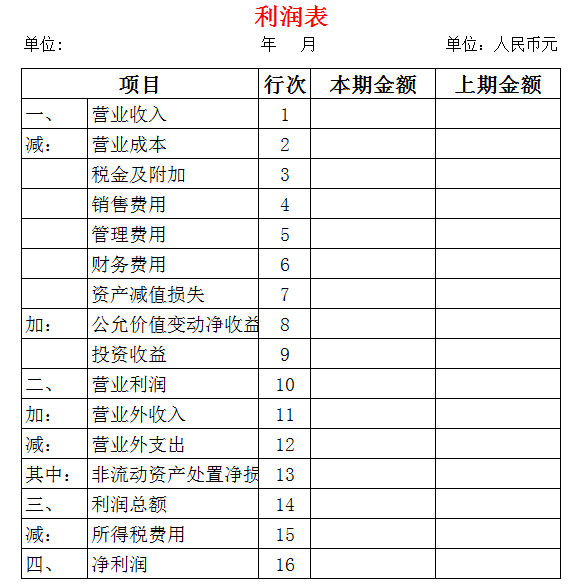 利润表
单位: 年 月 单位：人民币元
项目 行次 本期金额 上期金额
一、 营业收入 1
减： 营业成本 2
税金及附加 3
销售费用 4
管理费用 5
财务费用 6
资产减值损失 7
加： 公允价值变动净收益 8
投资收益 9
二、 营业利润 10
加： 营业外收入 11
减： 营业外支出 12
其中： 非流动资产处置净损 13
三、 利润总额 14
减： 所得税费用 15
四、 净利润 16